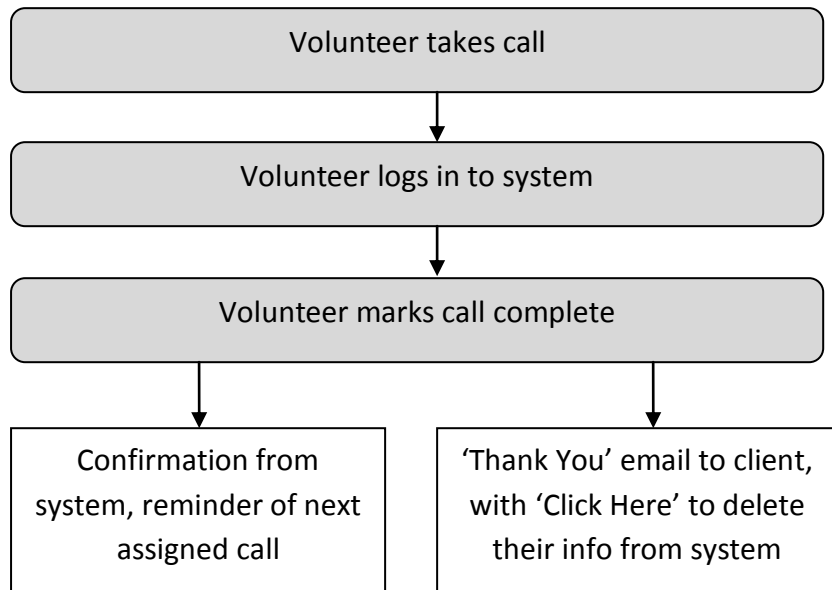 Volunteer takes call
Volunteer logs in to system
Volunteer marks call complete
Confirmation from
system, reminder of next
assigned call
‘Thank You’ email to client,
with ‘Click Here’ to delete
their info from system